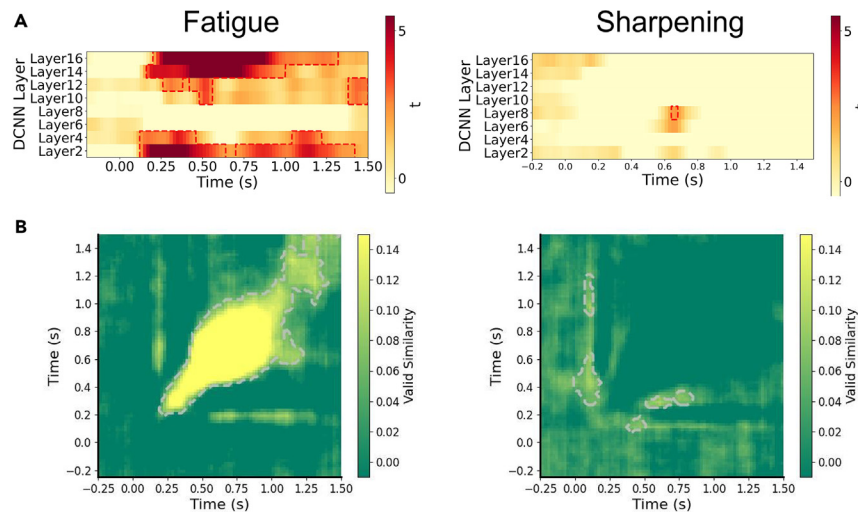 A
Fatigue
Sharpening
DCNN Layer
Layer16
Layer14
Layer12
Layer10
Layer8
Layer6
Layer4
Layer2
0.00 0.25 0.50 0.75 1.00 1.25 1.50
Time (s)
5
0
t
DCNN Layer
Layer16
Layer14
Layer12
Layer10
Layer8
Layer6
Layer4
Layer2
−0.2 0.0 0.2 0.4 0.6 0.8 1.0 1.2 1.4
Time (s)
5
0
t
B
Time (s)
1.4
1.2
1.0
0.8
0.6
0.4
0.2
0.0
−0.2
−0.25 0.00 0.25 0.50 0.75 1.00 1.25 1.50
Time (s)
0.14
0.12
0.10
0.08
0.06
0.04
0.02
0.00
Valid Similarity
Time (s)
1.4
1.2
1.0
0.8
0.6
0.4
0.2
0.0
−0.2
−0.25 0.00 0.25 0.50 0.75 1.00 1.25 1.50
Time (s)
0.14
0.12
0.10
0.08
0.06
0.04
0.02
0.00
Valid Similarity